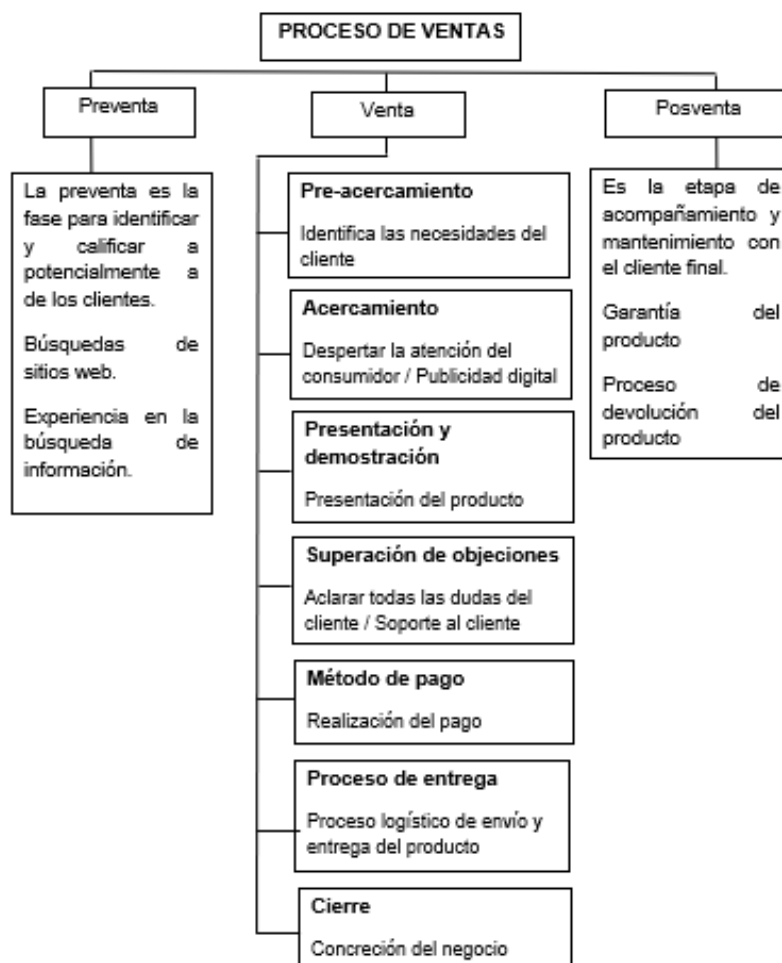 PROCESO DE VENTAS
Preventa
La preventa es la
fase para identificar
y calificar a
potencialmente a
de los clientes.
Búsquedas de
sitios web.
Experiencia en la
búsqueda de
información.
Venta
Pre-acercamiento
Identifica las necesidades del
cliente
Acercamiento
Despertar la atención del
consumidor / Publicidad digital
Presentación y
demostración
Presentación del producto
Superación de objeciones
Aclarar todas las dudas del
cliente / Soporte al cliente
Método de pago
Realización del pago
Proceso de entrega
Proceso logístico de envío y
entrega del producto
Cierre
Concreción del negocio
Posventa
Es la etapa de
acompañamiento y
mantenimiento con
el cliente final.
Garantía del
producto
Proceso de
devolución del
producto